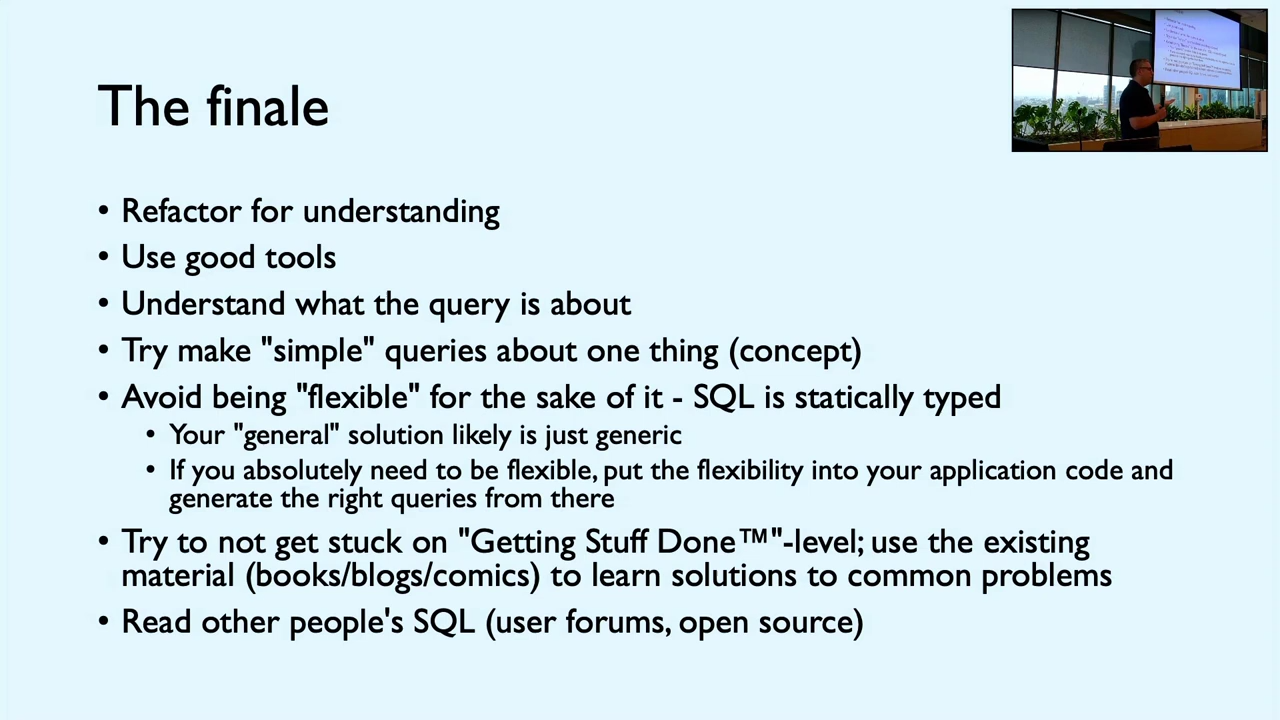 The finale
• Refactor for understanding
• Use good tools
• Understand what the query is about
• Try make "simple" queries about one thing (concept)
• Avoid being "flexible" for the sake of it - SQL is statically typed
• Your "general" solution likely is just generic
• If you absolutely need to be flexible, put the flexibility into your application code and
generate the right queries from there
• Try to not get stuck on "Getting Stuff Done™"-level; use the existing
material (books/blogs/comics) to learn solutions to common problems
• Read other people's SQL (user forums, open source)